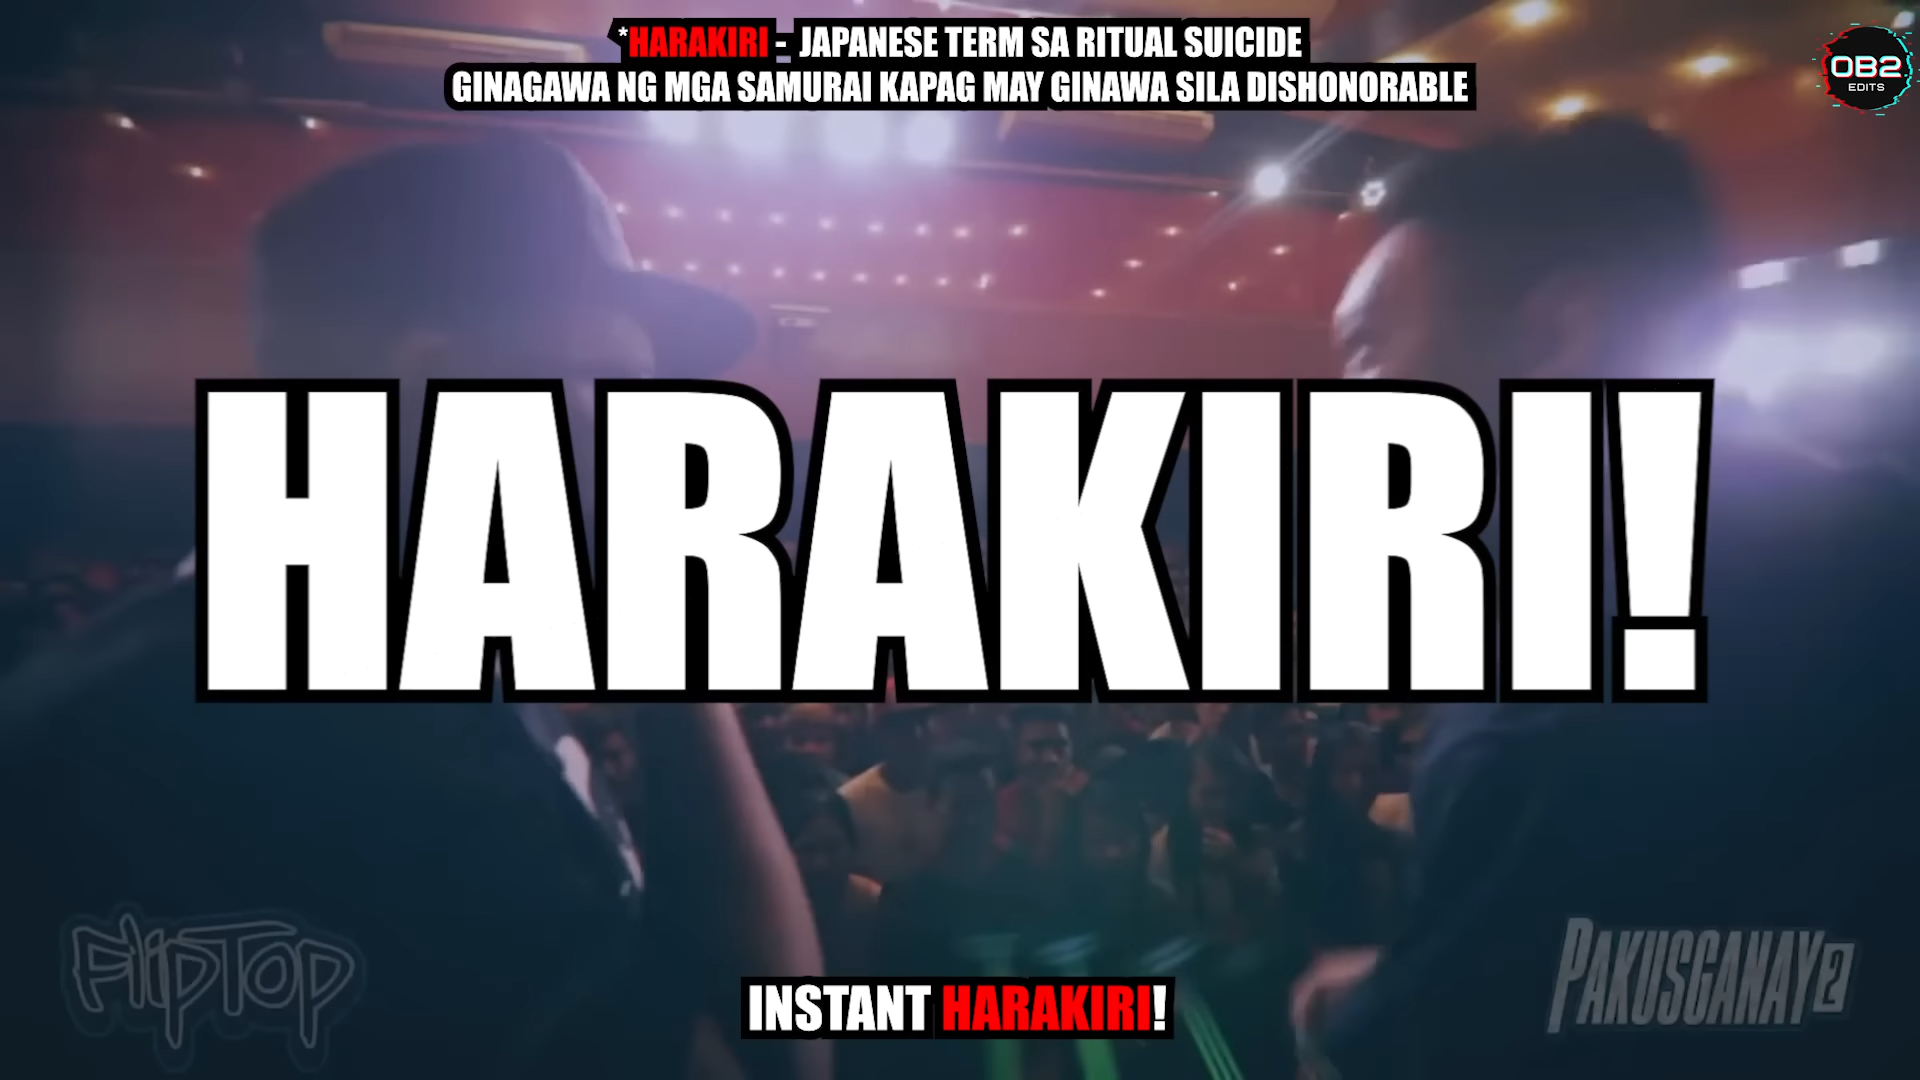 *HARAKIRI - JAPANESE TERM SA RITUAL SUICIDE
GINAGAWA NG MGA SAMURAI KAPAG MAY GINAWA SILA DISHONORABLE
OB2
EDITS
HARAKIRI!
FlipTop
PAKUSGANAY2
INSTANT HARAKIRI!